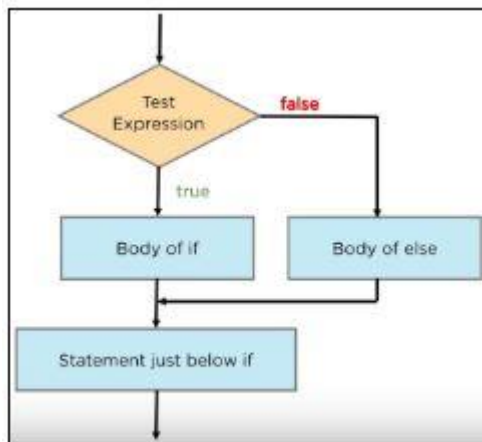 Test
Expression
false
true
Body of if
Body of else
Statement just below if